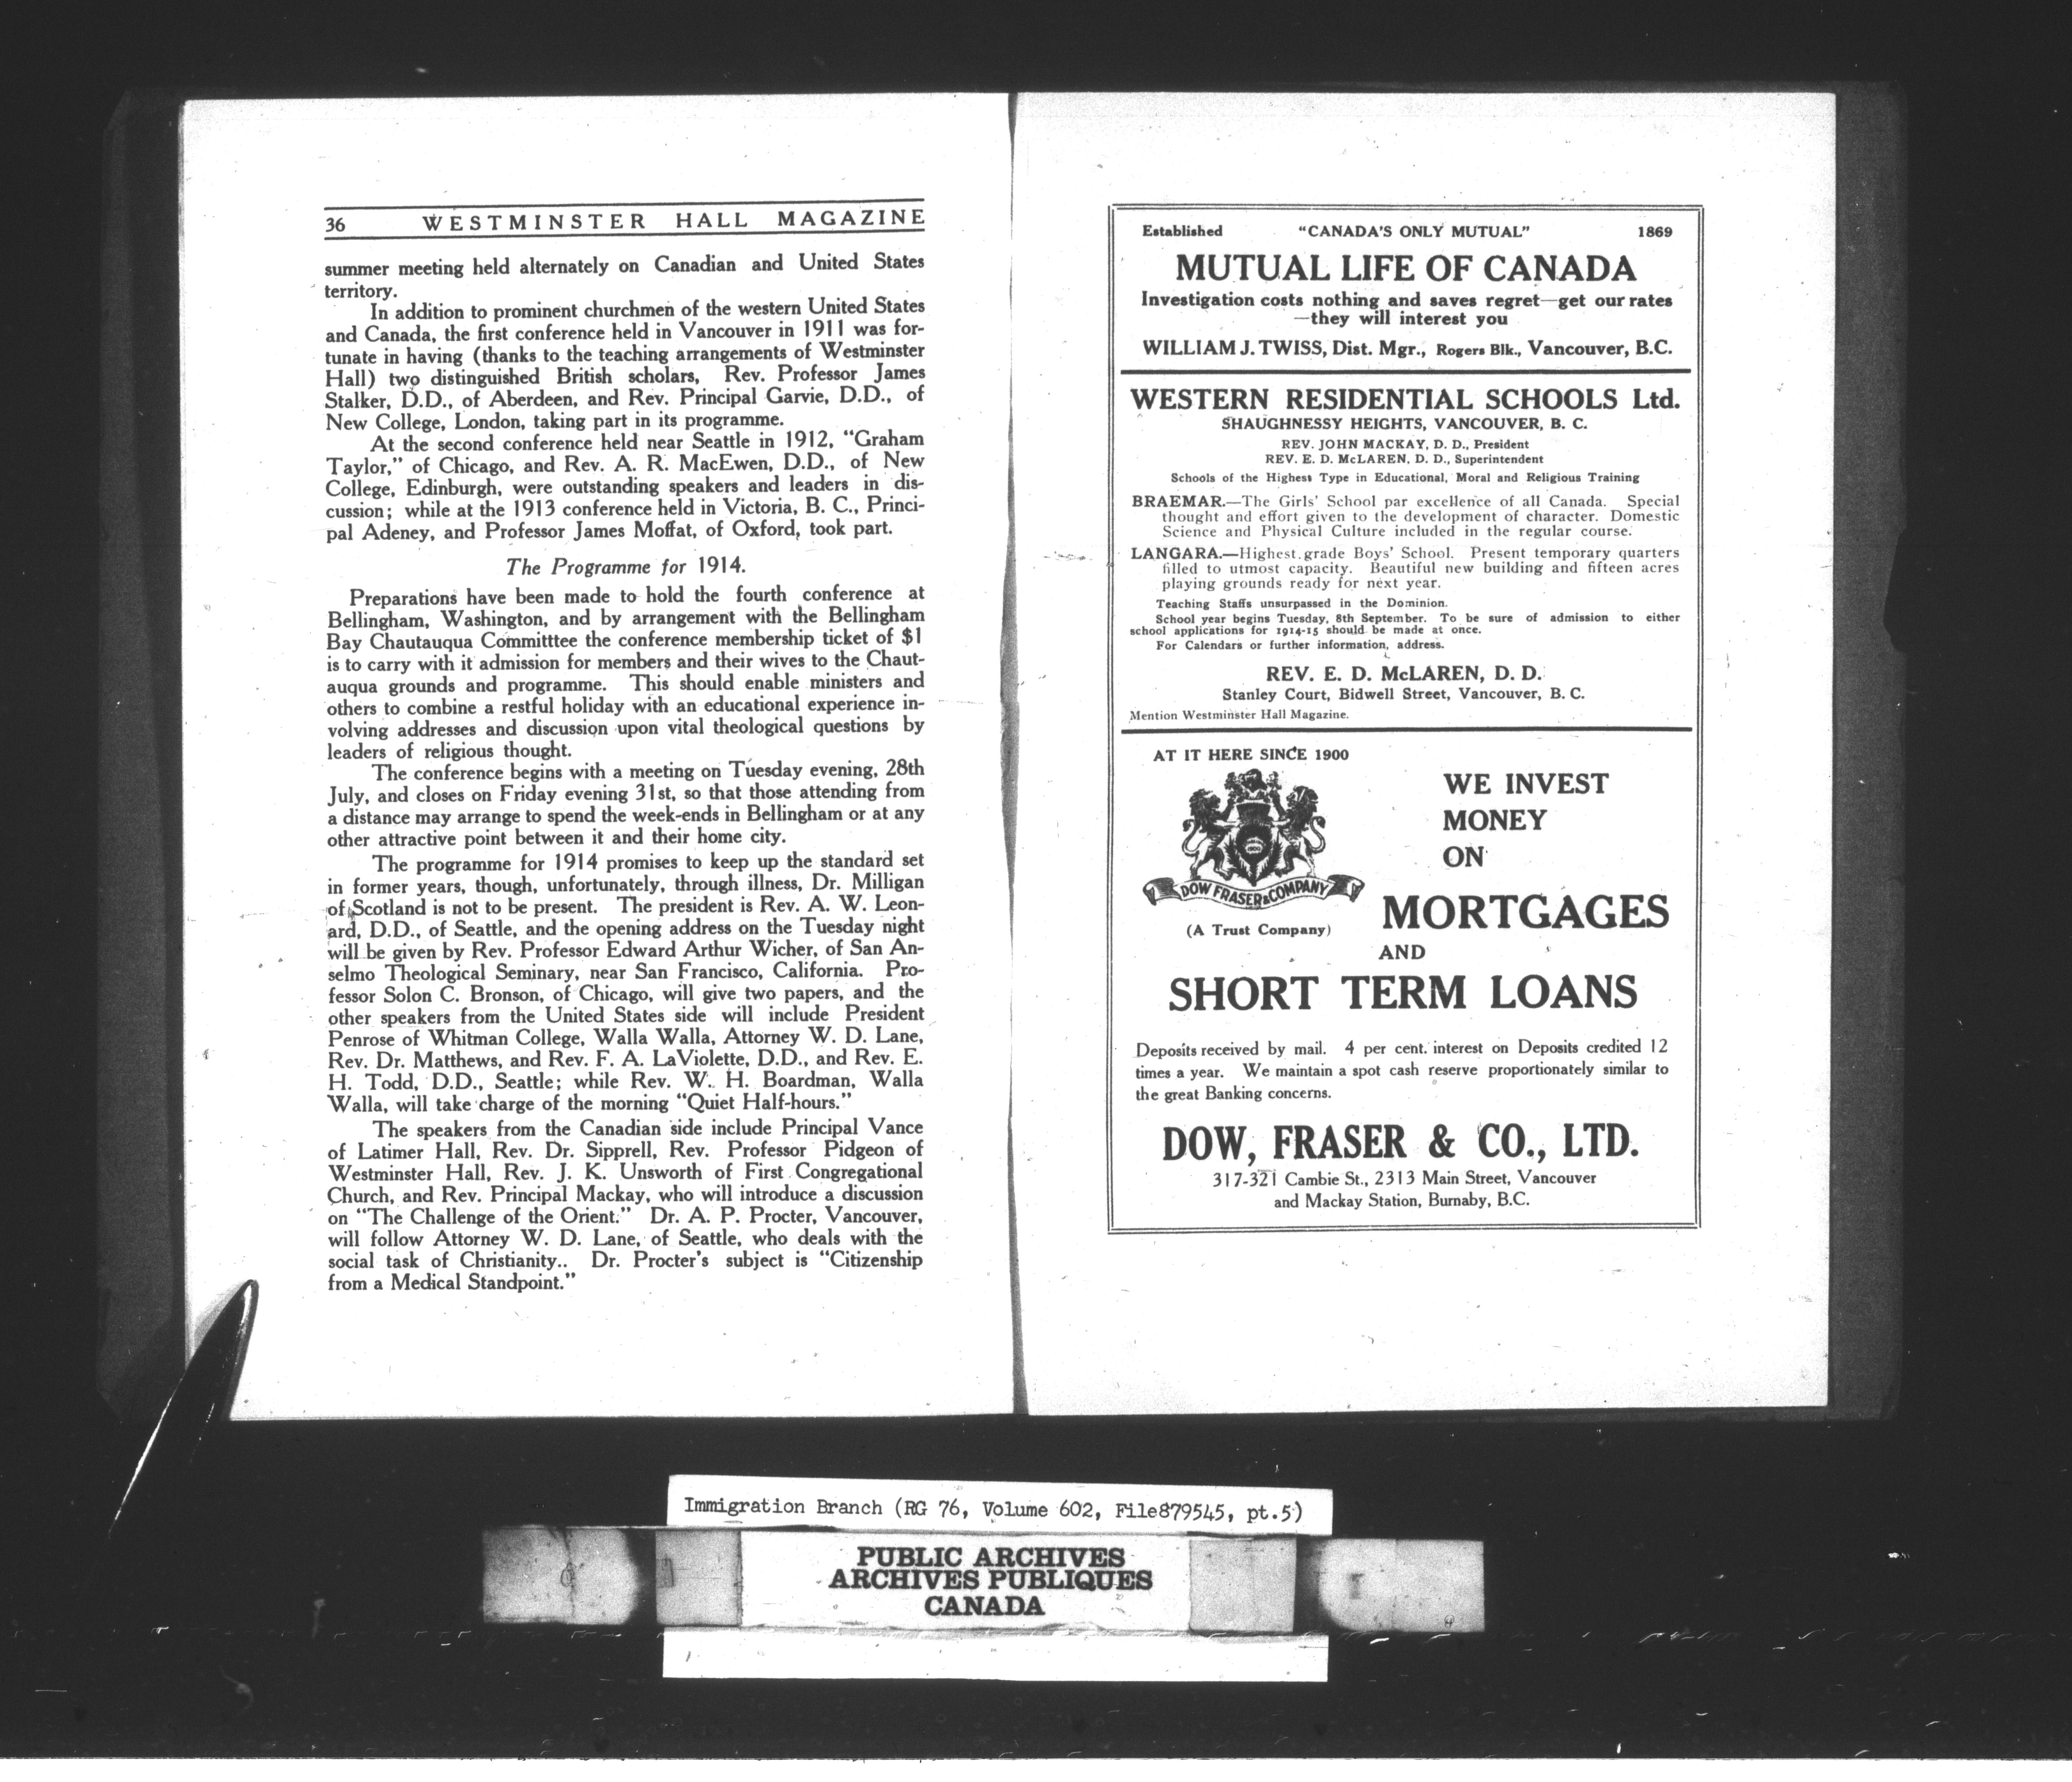 36 WESTMINSTER HALL MAGAZINE
summer meeting held alternately on Canadian and United States
territory.
In addition to prominent churchmen of the western United States
and Canada, the first conference held in Vancouver in 1911 was for-
tunate in having (thanks to the teaching arrangements of Westminster
Hall) two distinguished British scholars, Rev. Professor James
Stalker, D.D., of Aberdeen, and Rev. Principal Garvie, D.D., of
New College, London, taking part in its programme.
At the second conference held near Seattle in 1912, "Graham
Taylor," of Chicago, and Rev. A. R. MacEwen, D.D., of New
College, Edinburgh, were outstanding speakers and leaders in dis-
cussion; while at the 1913 conference held in Victoria, B. C., Princi-
pal Adeney, and Professor James Moffat, of Oxford, took part.
The Programme for 1914.
Preparations have been made to hold the fourth conference at
Bellingham, Washington, and by arrangement with the Bellingham
Bay Chautauqua Committtee the conference membership ticket of $1
is to carry with it admission for members and their wives to the Chaut-
auqua grounds and programme. This should enable ministers and
others to combine a restful holiday with an educational experience in-
volving addresses and discussion upon vital theological questions by
leaders of religious thought.
The conference begins with a meeting on Tuesday evening, 28th
July, and closes on Friday evening 31st, so that those attending from
a distance may arrange to spend the week-ends in Bellingham or at any
other attractive point between it and their home city.
The programme for 1914 promises to keep up the standard set
in former years, though, unfortunately, through illness, Dr. Milligan
of Scotland is not to be present. The president is Rev. A. W. Leon-
ard, D.D., of Seattle, and the opening address on the Tuesday night
will be given by Rev. Professor Edward Arthur Wicher, of San An-
selmo Theological Seminary, near San Francisco, California. Pro-
fessor Solon C. Bronson, of Chicago, will give two papers, and the
other speakers from the United States side will include President
Penrose of Whitman College, Walla Walla, Attorney W. D. Lane,
Rev. Dr. Matthews, and Rev. F. A. LaViolette, D.D., and Rev. E.
H. Todd, D.D., Seattle; while Rev. W. H. Boardman, Walla
Walla, will take charge of the morning "Quiet Half-hours."
The speakers from the Canadian side include Principal Vance
of Latimer Hall, Rev. Dr. Sipprell, Rev. Professor Pidgeon of
Westminster Hall, Rev. J. K. Unsworth of First Congregational
Church, and Rev. Principal Mackay, who will introduce a discussion
on "The Challenge of the Orient." Dr. A. P. Procter, Vancouver,
will follow Attorney W. D. Lane, of Seattle, who deals with the
social task of Christianity.. Dr. Procter's subject is "Citizenship
from a Medical Standpoint."
Established "CANADA'S ONLY MUTUAL" 1869
MUTUAL LIFE OF CANADA
Investigation costs nothing and saves regret—get our rates
—they will interest you
WILLIAM J. TWISS, Dist. Mgr., Rogers Blk., Vancouver, B.C.
WESTERN RESIDENTIAL SCHOOLS Ltd.
SHAUGHNESSY HEIGHTS, VANCOUVER, B. C.
REV. JOHN MACKAY, D. D., President
REV. E. D. McLAREN, D. D., Superintendent
Schools of the Highest Type in Educational, Moral and Religious Training
BRAEMAR.—The Girls' School par excellence of all Canada. Special
thought and effort given to the development of character. Domestic
Science and Physical Culture included in the regular course.
LANGARA.—Highest grade Boys' School. Present temporary quarters
filled to utmost capacity. Beautiful new building and fifteen acres
playing grounds ready for next year.
Teaching Staffs unsurpassed in the Dominion.
School year begins Tuesday, 8th September. To be sure of admission to either
school applications for 1914-15 should be made at once.
For Calendars or further information, address.
REV. E. D. McLAREN, D. D.
Stanley Court, Bidwell Street, Vancouver, B. C.
Mention Westminster Hall Magazine.
AT IT HERE SINCE 1900
WE INVEST
MONEY
ON
1900
DOW FRASER & COMPANY
(A Trust Company)
MORTGAGES
AND
SHORT TERM LOANS
Deposits received by mail. 4 per cent. interest on Deposits credited 12
times a year. We maintain a spot cash reserve proportionately similar to
the great Banking concerns.
DOW, FRASER & CO., LTD.
317-321 Cambie St., 2313 Main Street, Vancouver
and Mackay Station, Burnaby, B.C.
Immigration Branch (RG 76, Volume 602, File879545, pt.5)
PUBLIC ARCHIVES
ARCHIVES PUBLIQUES
CANADA